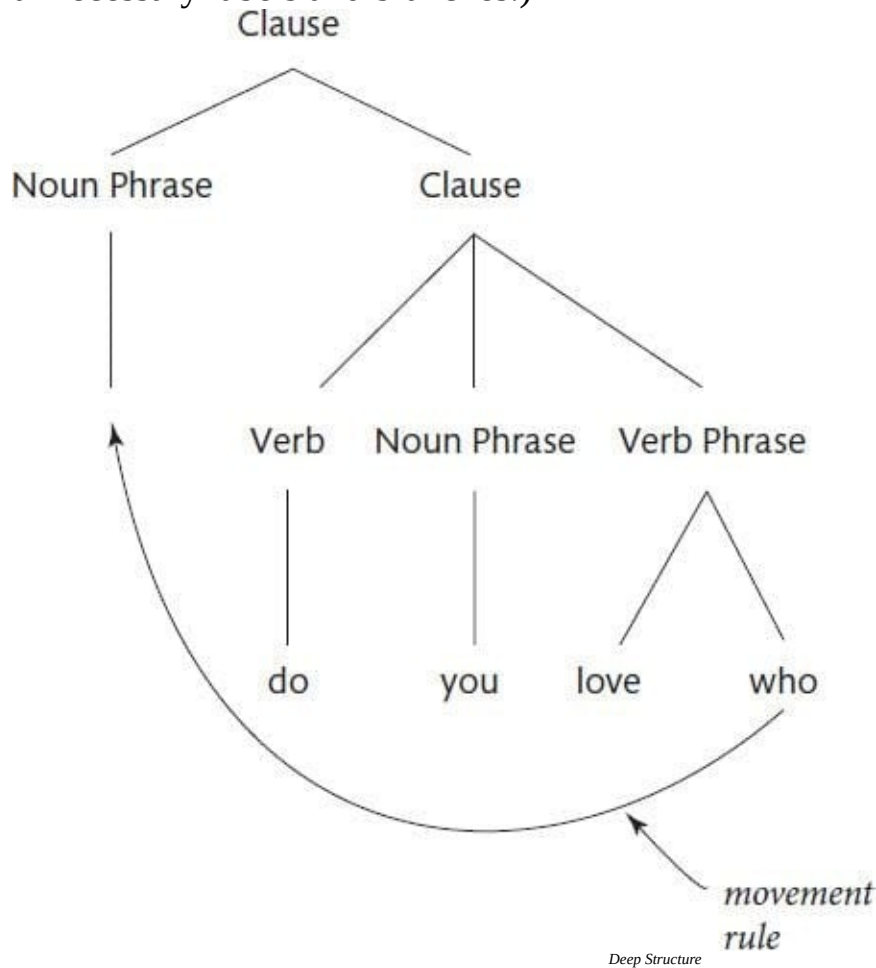 Clause
Noun Phrase Clause
Verb Noun Phrase Verb Phrase
do you love who
movement
rule
Deep Structure